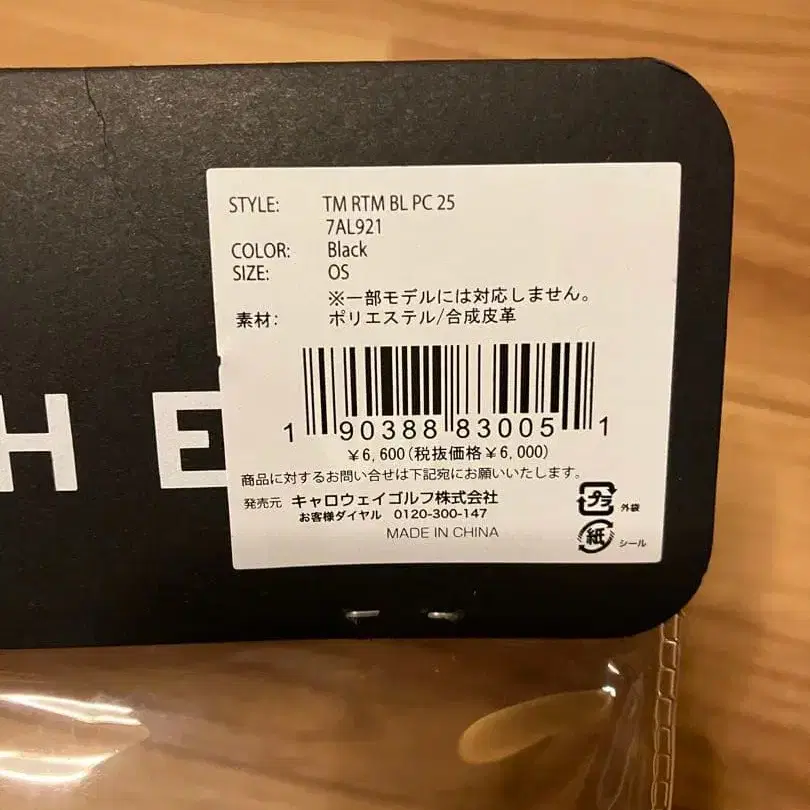 STYLE: TM RTM BL PC 25
7AL921
COLOR: Black
SIZE: OS
※一部モデルには対応しません。
素材: ポリエステル/合成皮革
1 90388 83005 1
￥6,600(税抜価格￥6,000)
商品に対するお問い合せは下記宛にお願いいたします。
発売元 キャロウェイゴルフ株式会社
お客様ダイヤル 0120-300-147
MADE IN CHINA
プラ 外袋
紙 シール
H E